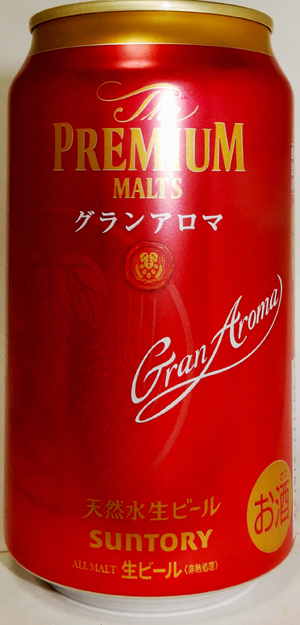 The
PREMIUM
MALT'S
グランアロマ
Gran Aroma
お酒
天然水生ビール
SUNTORY
ALL MALT 生ビール〈非熱処理〉